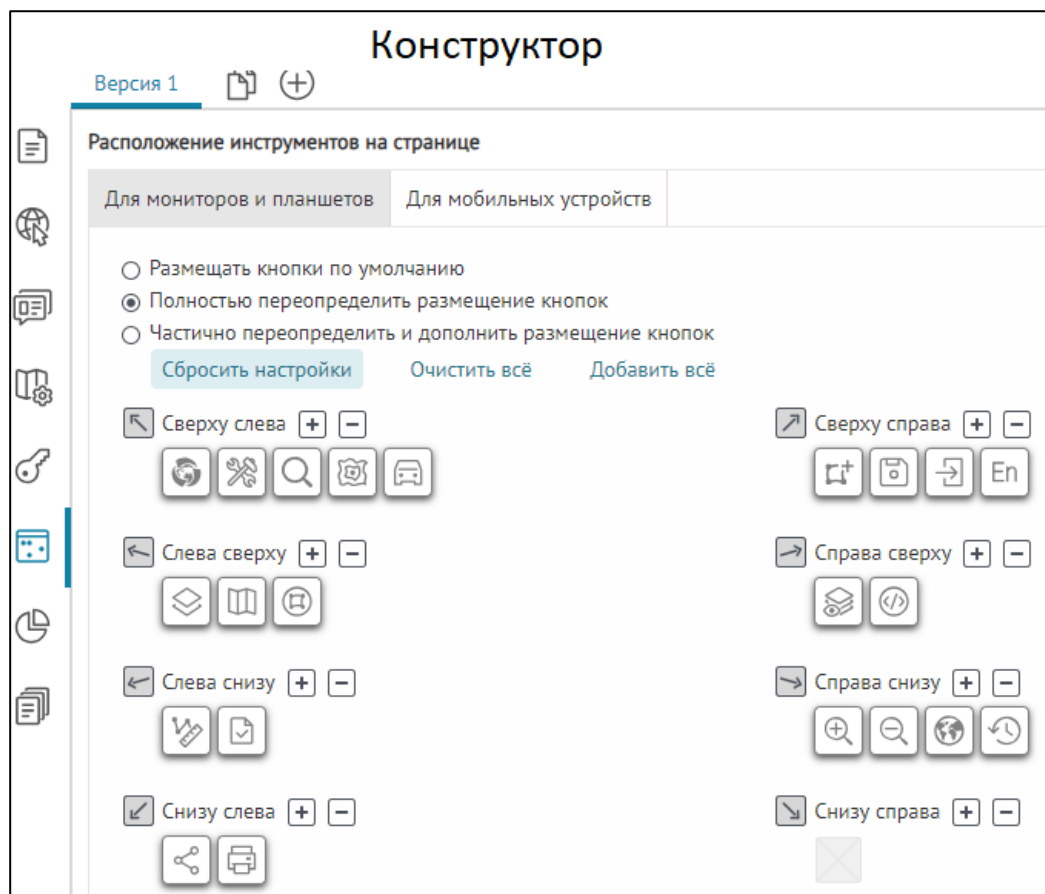 Конструктор
Версия 1
Расположение инструментов на странице
Для мониторов и планшетов Для мобильных устройств
Размещать кнопки по умолчанию
Полностью переопределить размещение кнопок
Частично переопределить и дополнить размещение кнопок
Сбросить настройки Очистить всё Добавить всё
Сверху слева Сверху справа
En
Слева сверху Справа сверху
Слева снизу Справа снизу
Снизу слева Снизу справа